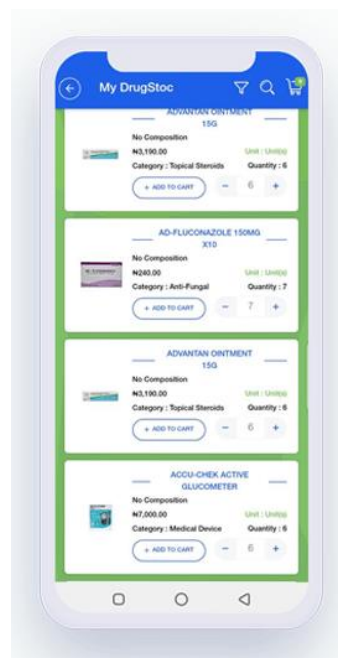 My DrugStoc
ADVANTAN OINTMENT
15G
No Composition
₦3,190.00 Unit : Unit(s)
Category : Topical Steroids Quantity : 6
+ ADD TO CART - 6 +
AD-FLUCONAZOLE 150MG
X10
No Composition
₦240.00 Unit : Unit(s)
Category : Anti-Fungal Quantity : 7
+ ADD TO CART - 7 +
ADVANTAN OINTMENT
15G
No Composition
₦3,190.00 Unit : Unit(s)
Category : Topical Steroids Quantity : 6
+ ADD TO CART - 6 +
ACCU-CHEK ACTIVE
GLUCOMETER
No Composition
₦7,000.00 Unit : Unit(s)
Category : Medical Device Quantity : 6
+ ADD TO CART - 6 +